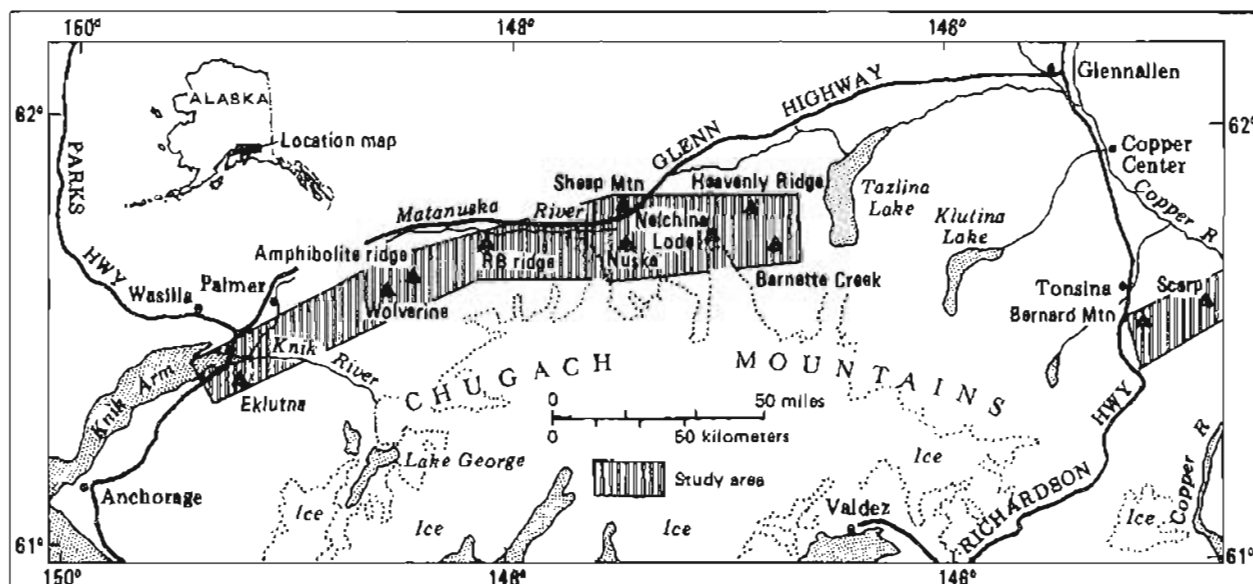 150° 148° 146°
62°
62°
ALASKA
Location map
PARKS
HWY
GLENN HIGHWAY
Glennallen
Copper
Center
Copper
R
Sheep Mtn
Heavenly Ridge
Tazlina
Lake
Klutina
Lake
Matanuska River
Nelchina
Lode
Amphibolite ridge
RB ridge
Nuska
Barnette Creek
Palmer
Wasilla
Wolverine
Tonsina
Bernard Mtn
Scarp
Knik Arm
Knik
River
Eklutna
CHUGACH MOUNTAINS
0 50 miles
0 50 kilometers
Study area
HWY
RICHARDSON
Lake George
Anchorage
Ice
Ice
Ice
Ice
Ice
Valdez
Copper R
61°
61°
150° 148° 146°